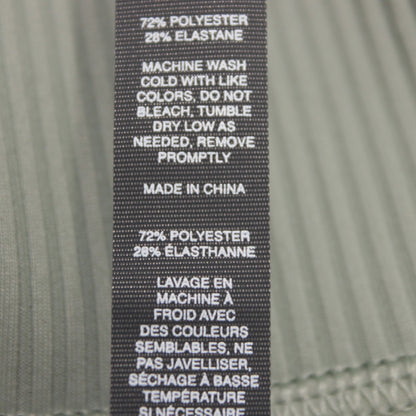 72% POLYESTER
28% ELASTANE
MACHINE WASH
COLD WITH LIKE
COLORS, DO NOT
BLEACH, TUMBLE
DRY LOW AS
NEEDED, REMOVE
PROMPTLY
MADE IN CHINA
72% POLYESTER
28% ÉLASTHANNE
LAVAGE EN
MACHINE À
FROID AVEC
DES COULEURS
SEMBLABLES, NE
PAS JAVELLISER,
SÉCHAGE À BASSE
TEMPÉRATURE
SI NÉCESSAIRE